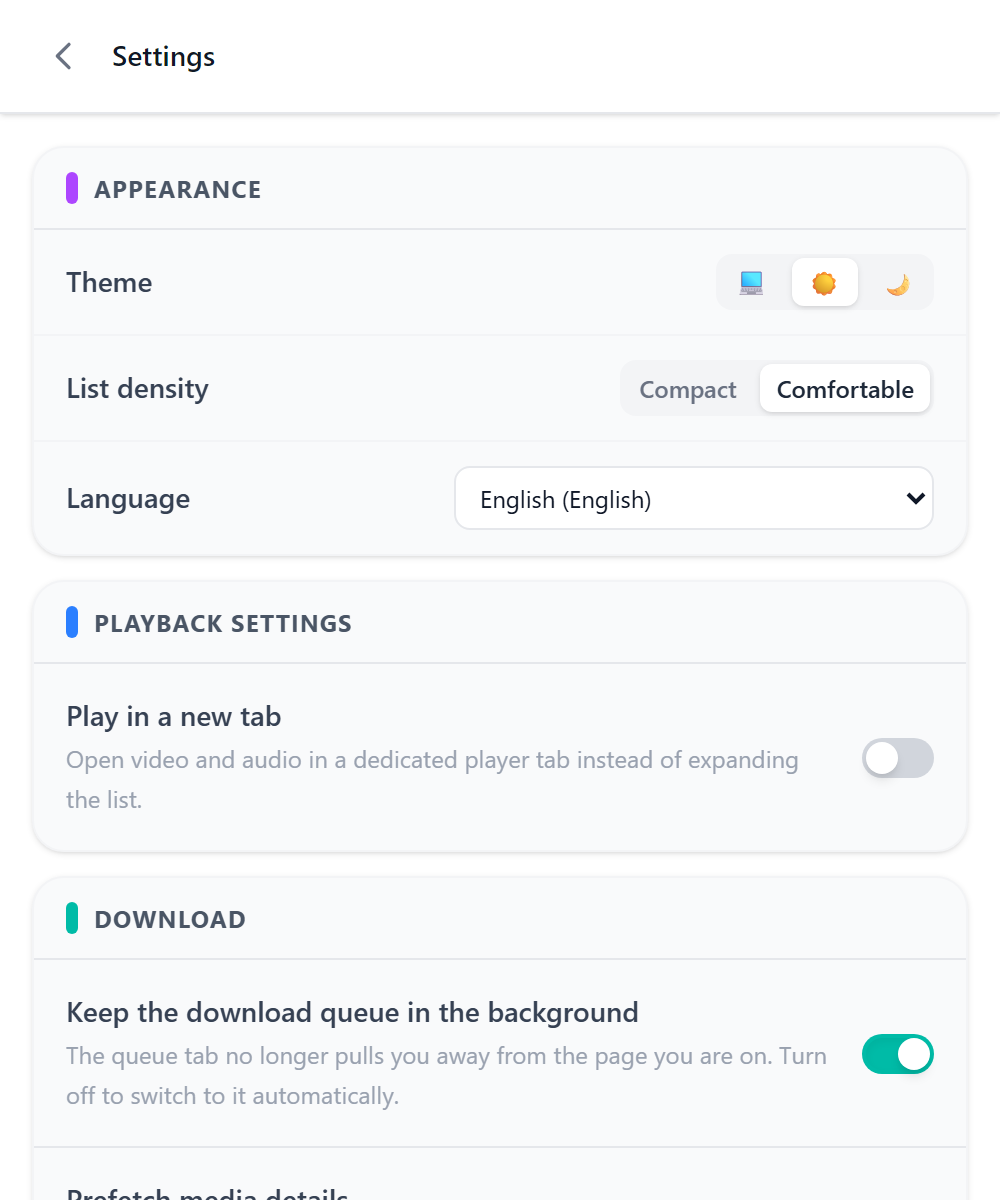 Settings
APPEARANCE
Theme
List density
Compact
Comfortable
Language
English (English)
PLAYBACK SETTINGS
Play in a new tab
Open video and audio in a dedicated player tab instead of expanding
the list.
DOWNLOAD
Keep the download queue in the background
The queue tab no longer pulls you away from the page you are on. Turn
off to switch to it automatically.
Prefetch media details